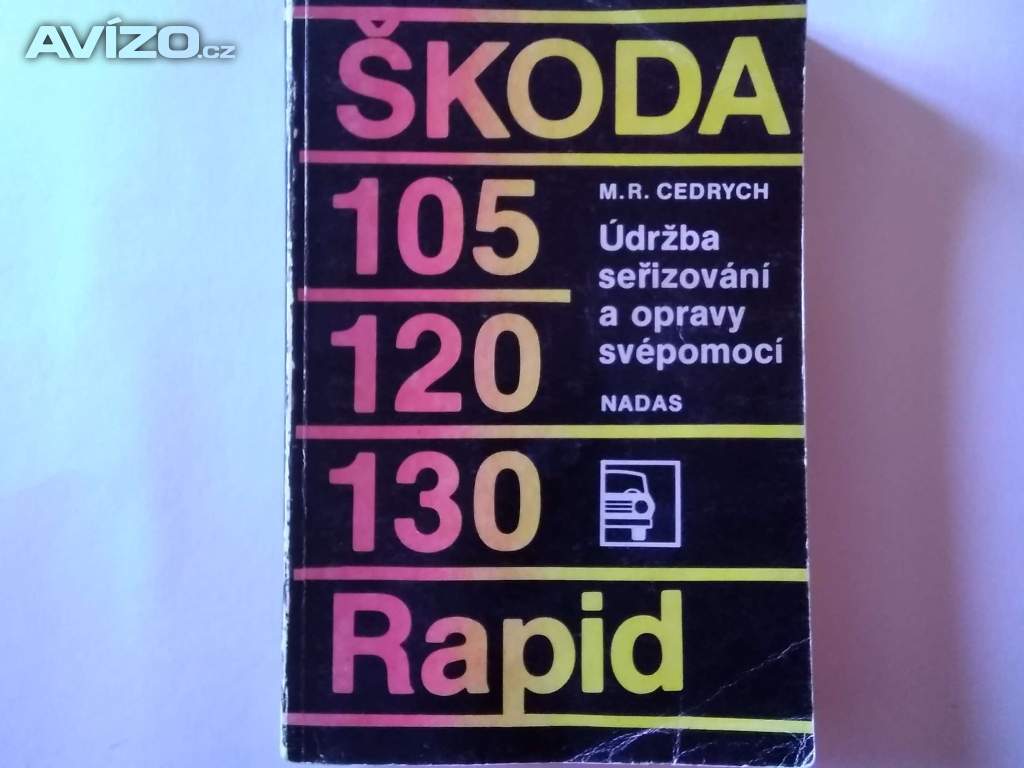 AVÍZO.cz
ŠKODA
105
M.R. CEDRYCH
Údržba
seřizování
a opravy
svépomocí
120
NADAS
130
Rapid